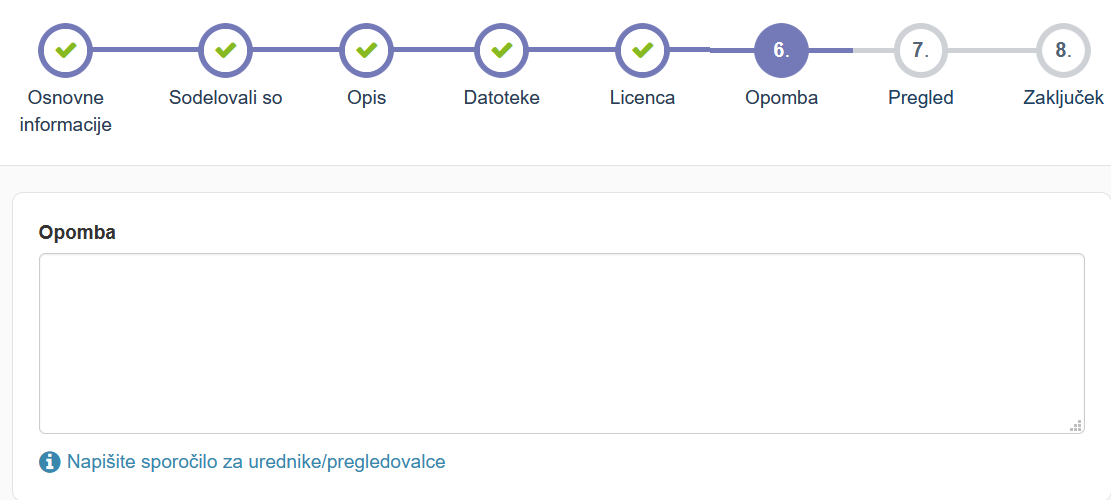 6.
7.
8.
Osnovne
informacije
Sodelovali so
Opis
Datoteke
Licenca
Opomba
Pregled
Zaključek
Opomba
Napišite sporočilo za urednike/pregledovalce